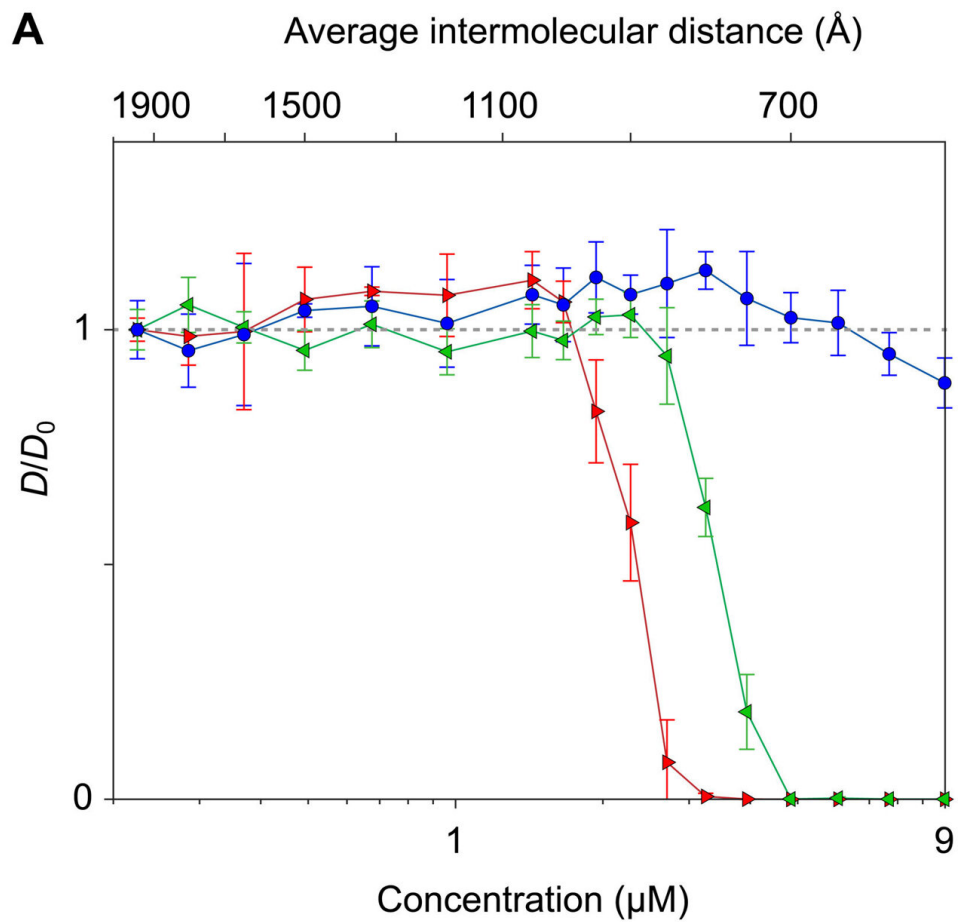 A
Average intermolecular distance (Å)
1900 1500 1100 700
1
D/D0
0
1 9
Concentration (μM)